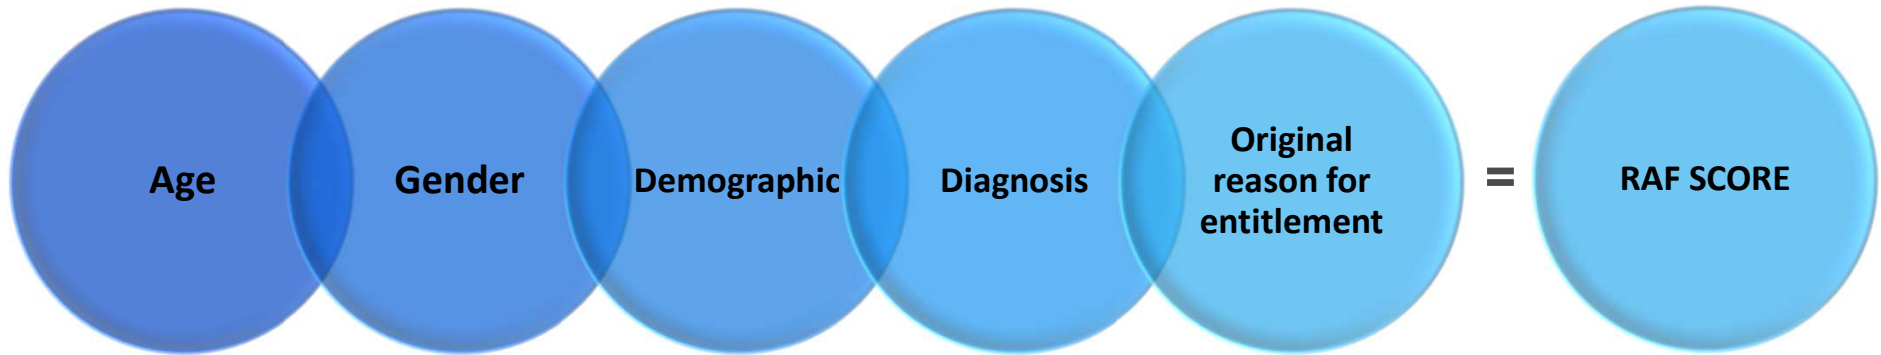 Age
Gender
Demographic
Diagnosis
Original
reason for
entitlement
=
RAF SCORE